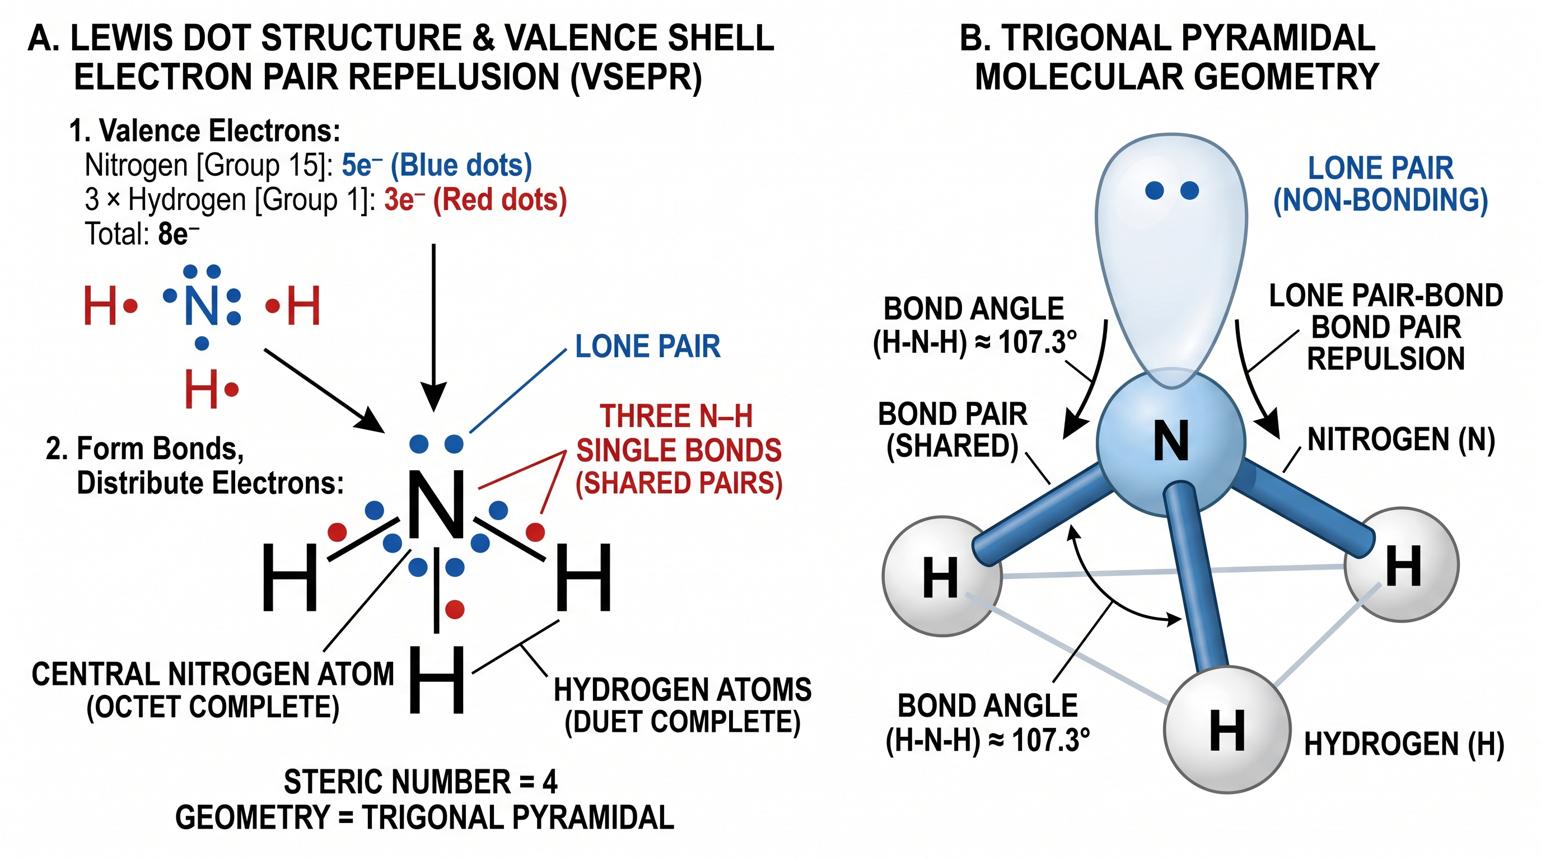 A. LEWIS DOT STRUCTURE & VALENCE SHELL
ELECTRON PAIR REPELUSION (VSEPR)
1. Valence Electrons:
Nitrogen [Group 15]: 5e⁻ (Blue dots)
3 × Hydrogen [Group 1]: 3e⁻ (Red dots)
Total: 8e⁻
H N H
H
LONE PAIR
THREE N–H
SINGLE BONDS
(SHARED PAIRS)
2. Form Bonds,
Distribute Electrons:
N
H H
H
CENTRAL NITROGEN ATOM
(OCTET COMPLETE)
HYDROGEN ATOMS
(DUET COMPLETE)
STERIC NUMBER = 4
GEOMETRY = TRIGONAL PYRAMIDAL
B. TRIGONAL PYRAMIDAL
MOLECULAR GEOMETRY
LONE PAIR
(NON-BONDING)
BOND ANGLE
(H-N-H) ≈ 107.3°
LONE PAIR-BOND
BOND PAIR
REPULSION
BOND PAIR
(SHARED)
N
NITROGEN (N)
H
H
BOND ANGLE
(H-N-H) ≈ 107.3°
H
HYDROGEN (H)